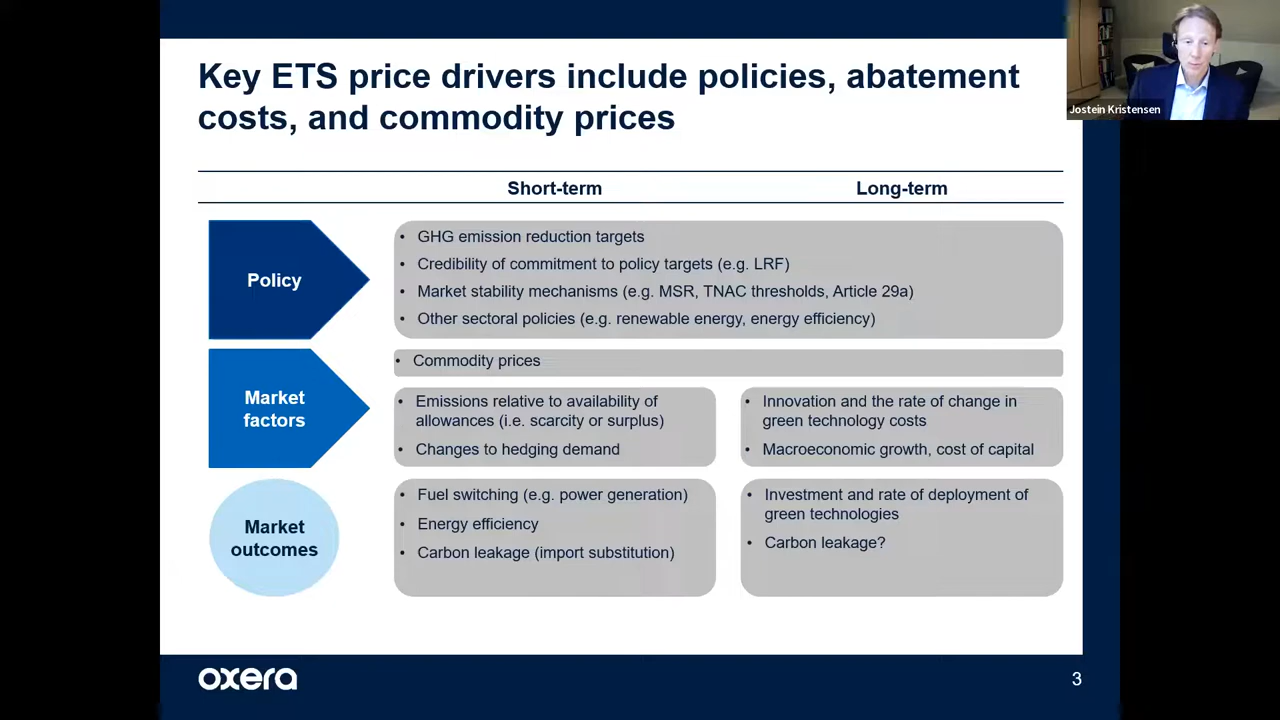 Key ETS price drivers include policies, abatement
costs, and commodity prices
Jostein Kristensen
Short-term
Long-term
Policy
• GHG emission reduction targets
• Credibility of commitment to policy targets (e.g. LRF)
• Market stability mechanisms (e.g. MSR, TNAC thresholds, Article 29a)
• Other sectoral policies (e.g. renewable energy, energy efficiency)
Market
factors
• Commodity prices
• Emissions relative to availability of
allowances (i.e. scarcity or surplus)
• Changes to hedging demand
• Innovation and the rate of change in
green technology costs
• Macroeconomic growth, cost of capital
Market
outcomes
• Fuel switching (e.g. power generation)
• Energy efficiency
• Carbon leakage (import substitution)
• Investment and rate of deployment of
green technologies
• Carbon leakage?
oxera
3